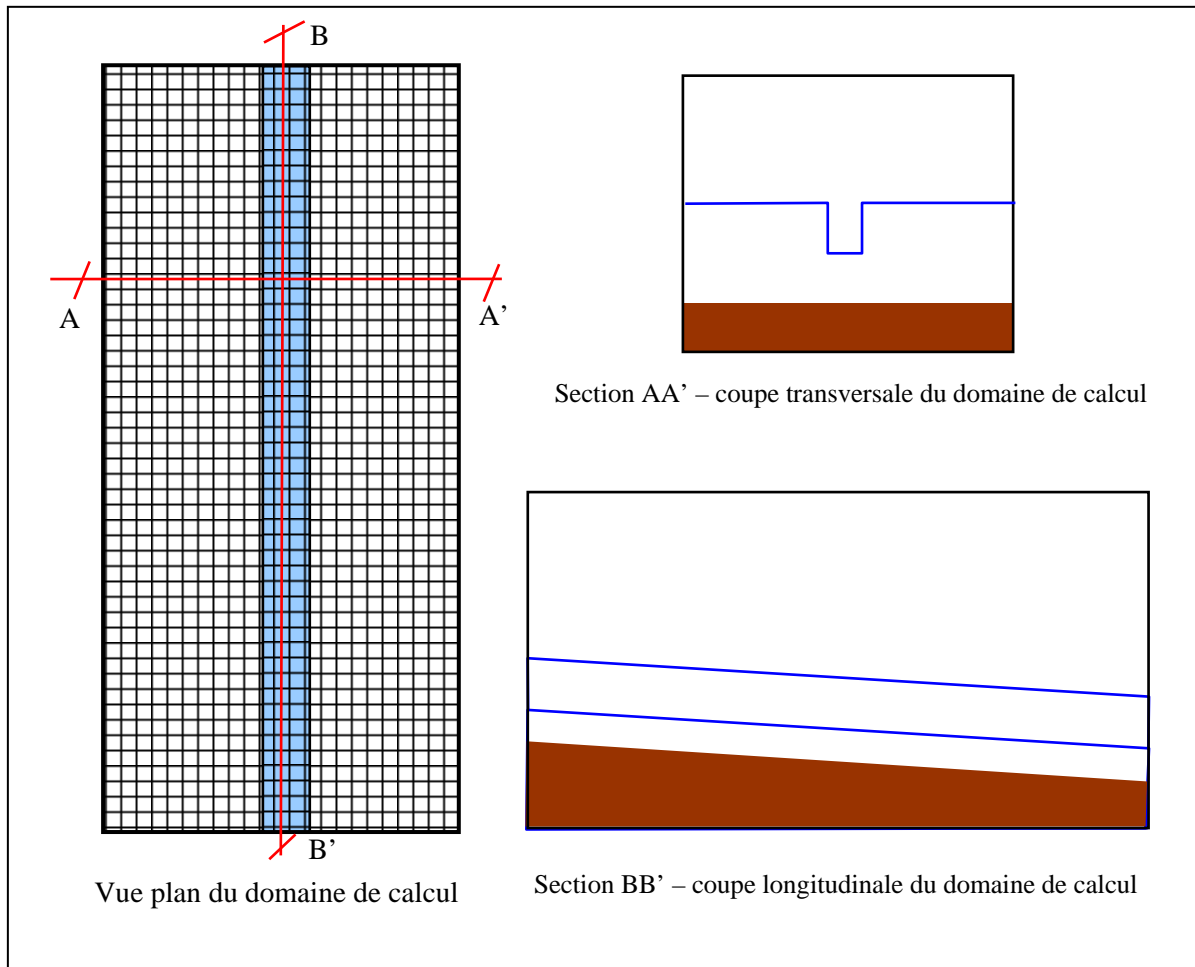 B
A
A’
B’
Vue plan du domaine de calcul
Section AA’ – coupe transversale du domaine de calcul
Section BB’ – coupe longitudinale du domaine de calcul